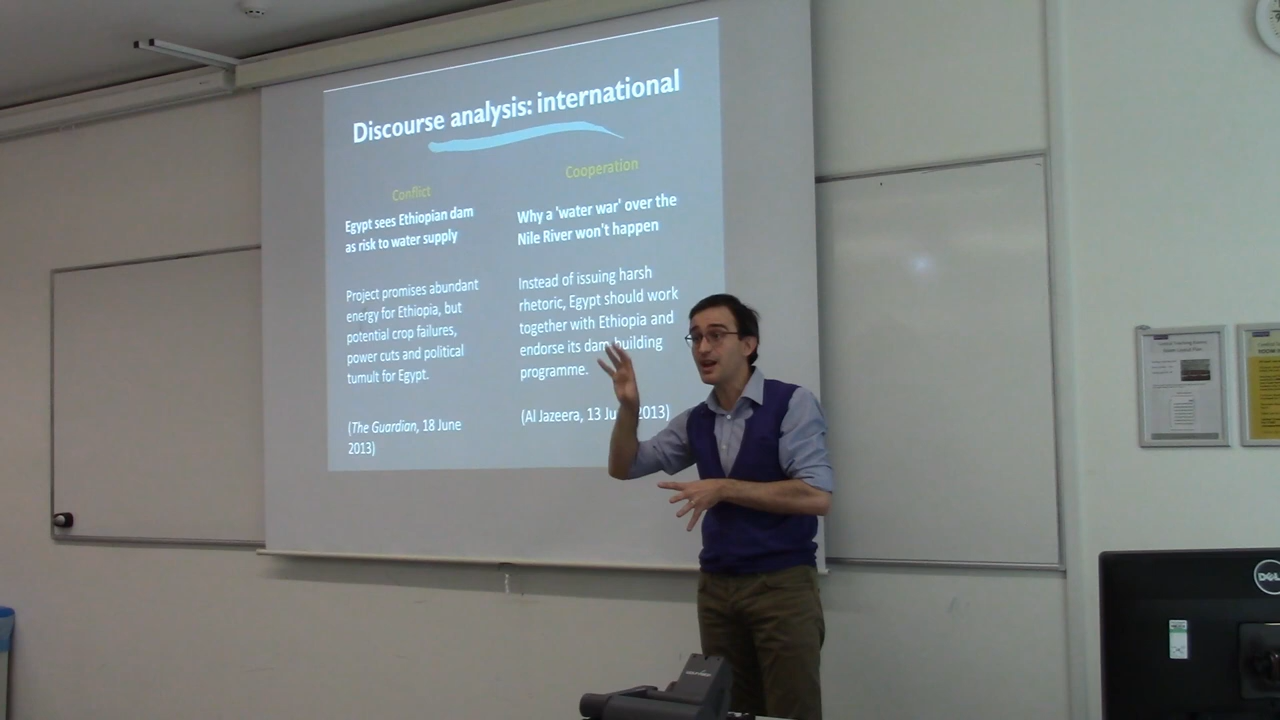 Discourse analysis: international
Conflict
Egypt sees Ethiopian dam
as risk to water supply
Project promises abundant
energy for Ethiopia, but
potential crop failures,
power cuts and political
tumult for Egypt.
(The Guardian, 18 June
2013)
Cooperation
Why a 'water war' over the
Nile River won't happen
Instead of issuing harsh
rhetoric, Egypt should work
together with Ethiopia and
endorse its dam building
programme.
(Al Jazeera, 13 Ju 2013)
DELL